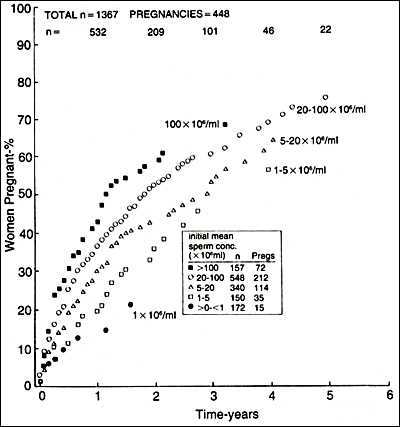 TOTAL n=1367 PREGNANCIES=448
n= 532 209 101 46 22
100
90
80
70
60
50
40
30
20
10
0
Women Pregnant-%
100×10⁶/ml
20-100×10⁶/ml
5-20×10⁶/ml
1-5×10⁶/ml
1×10⁶/ml
initial mean
sperm conc.
(×10⁶/ml) n Pregs
>100 157 72
20-100 548 212
5-20 340 114
1-5 150 35
>0-<1 172 15
0 1 2 3 4 5 6
Time-years